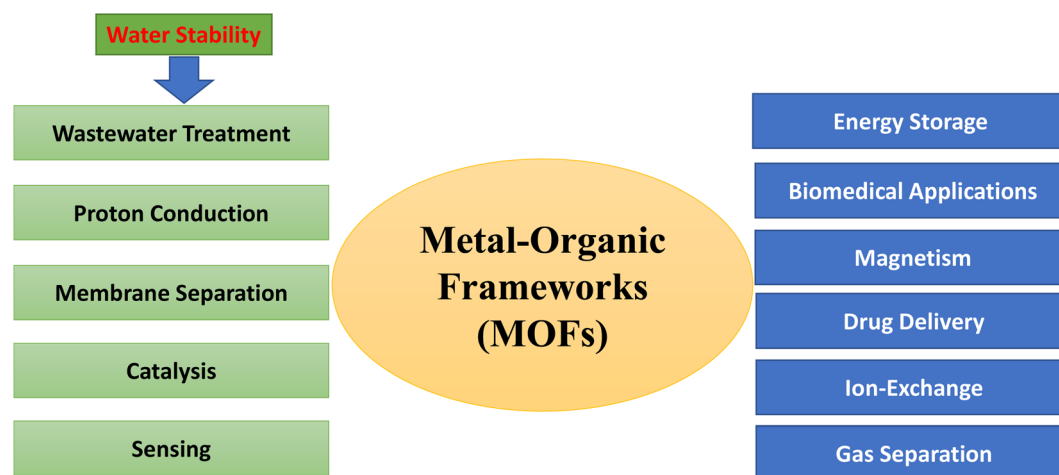 Water Stability
Wastewater Treatment
Proton Conduction
Membrane Separation
Catalysis
Sensing
Metal-Organic
Frameworks
(MOFs)
Energy Storage
Biomedical Applications
Magnetism
Drug Delivery
Ion-Exchange
Gas Separation